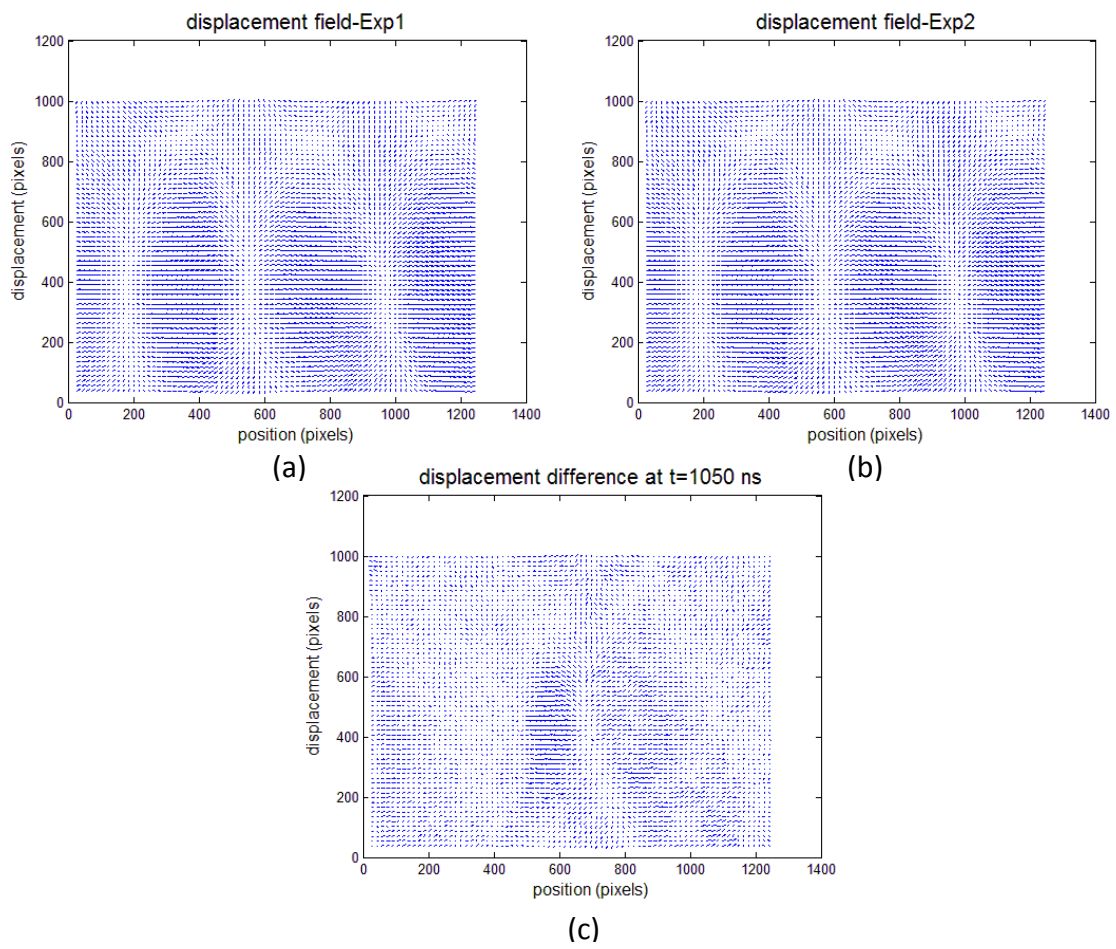 displacement field-Exp1
1200
1000
800
600
400
200
0
displacement (pixels)
0 200 400 600 800 1000 1200 1400
position (pixels)
(a)
displacement field-Exp2
1200
1000
800
600
400
200
0
displacement (pixels)
0 200 400 600 800 1000 1200 1400
position (pixels)
(b)
displacement difference at t=1050 ns
1200
1000
800
600
400
200
0
displacement (pixels)
0 200 400 600 800 1000 1200 1400
position (pixels)
(c)